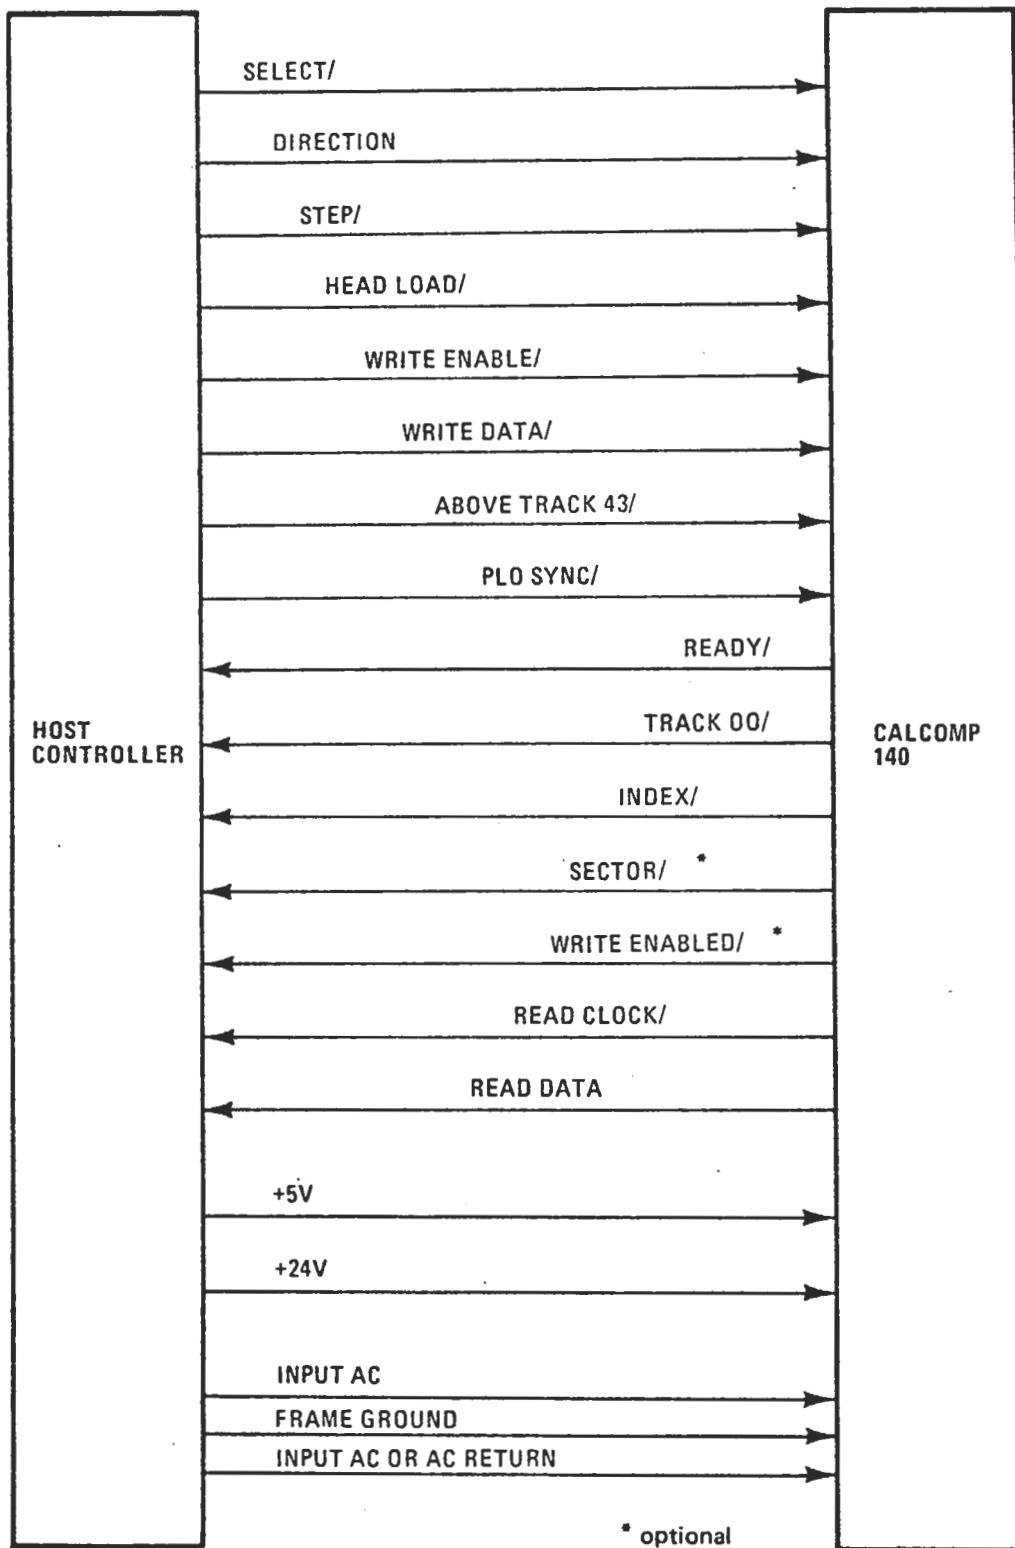 SELECT/
DIRECTION
STEP/
HEAD LOAD/
WRITE ENABLE/
WRITE DATA/
ABOVE TRACK 43/
PLO SYNC/
READY/
HOST
CONTROLLER
TRACK 00/
CALCOMP
140
INDEX/
SECTOR/ *
WRITE ENABLED/ *
READ CLOCK/
READ DATA
+5V
+24V
INPUT AC
FRAME GROUND
INPUT AC OR AC RETURN
* optional